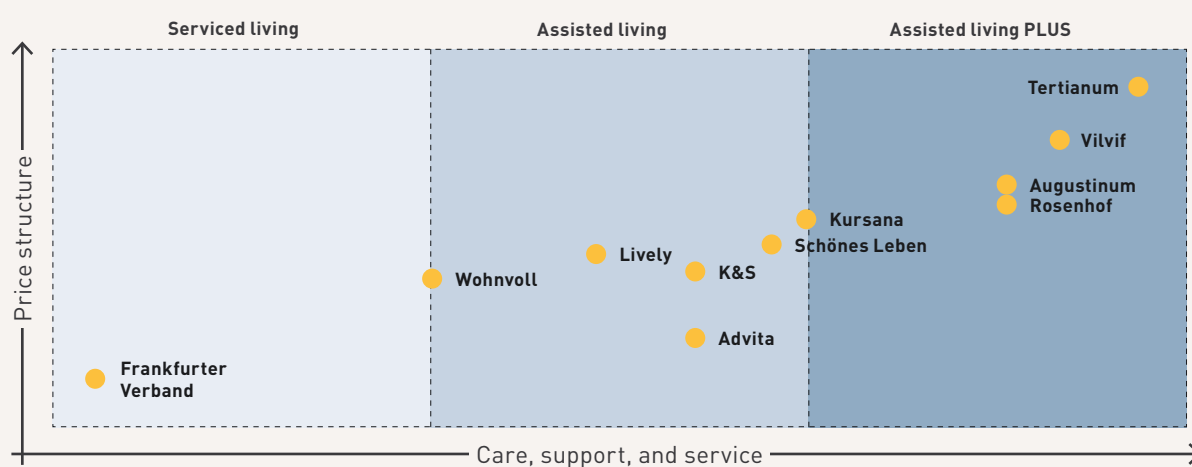 Serviced living
Assisted living
Assisted living PLUS
Price structure
Tertianum
Vilvif
Augustinum
Rosenhof
Kursana
Schönes Leben
Lively
K&S
Wohnvoll
Advita
Frankfurter
Verband
Care, support, and service